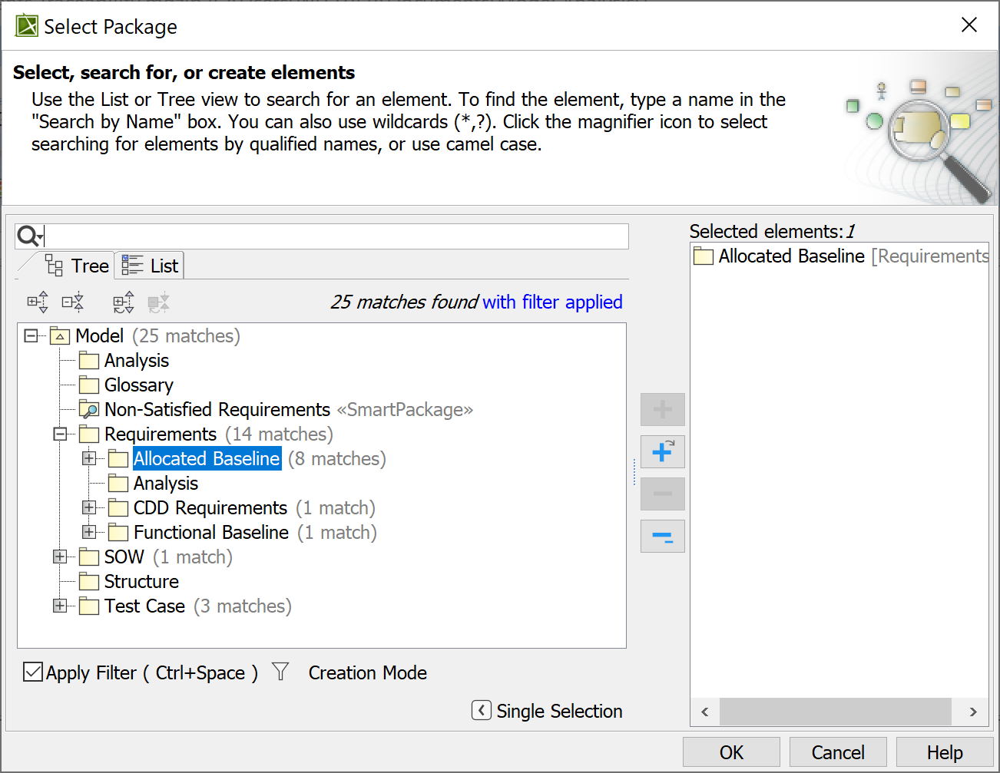 Select Package
Select, search for, or create elements
Use the List or Tree view to search for an element. To find the element, type a name in the
"Search by Name" box. You can also use wildcards (*,?). Click the magnifier icon to select
searching for elements by qualified names, or use camel case.
Tree
List
25 matches found with filter applied
Model (25 matches)
Analysis
Glossary
Non-Satisfied Requirements «SmartPackage»
Requirements (14 matches)
Allocated Baseline (8 matches)
Analysis
CDD Requirements (1 match)
Functional Baseline (1 match)
SOW (1 match)
Structure
Test Case (3 matches)
Apply Filter ( Ctrl+Space )
Creation Mode
Single Selection
Selected elements:1
Allocated Baseline [Requirements
OK
Cancel
Help